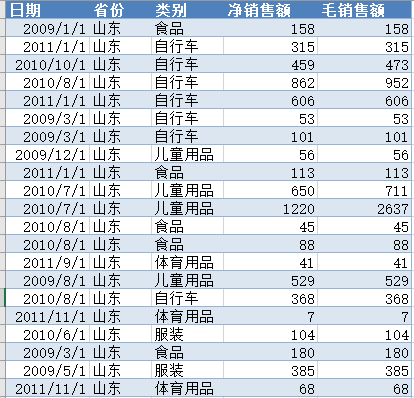 日期 省份 类别 净销售额 毛销售额
2009/1/1 山东 食品 158 158
2011/1/1 山东 自行车 315 315
2010/10/1 山东 自行车 459 473
2010/8/1 山东 自行车 862 952
2011/1/1 山东 自行车 606 606
2009/3/1 山东 自行车 53 53
2009/3/1 山东 自行车 101 101
2009/12/1 山东 儿童用品 56 56
2011/1/1 山东 食品 113 113
2010/7/1 山东 儿童用品 650 711
2010/7/1 山东 儿童用品 1220 2637
2010/8/1 山东 食品 45 45
2010/8/1 山东 食品 88 88
2011/9/1 山东 体育用品 41 41
2009/8/1 山东 儿童用品 529 529
2010/8/1 山东 自行车 368 368
2011/11/1 山东 体育用品 7 7
2010/6/1 山东 服装 104 104
2009/3/1 山东 食品 180 180
2009/5/1 山东 服装 385 385
2011/11/1 山东 体育用品 68 68